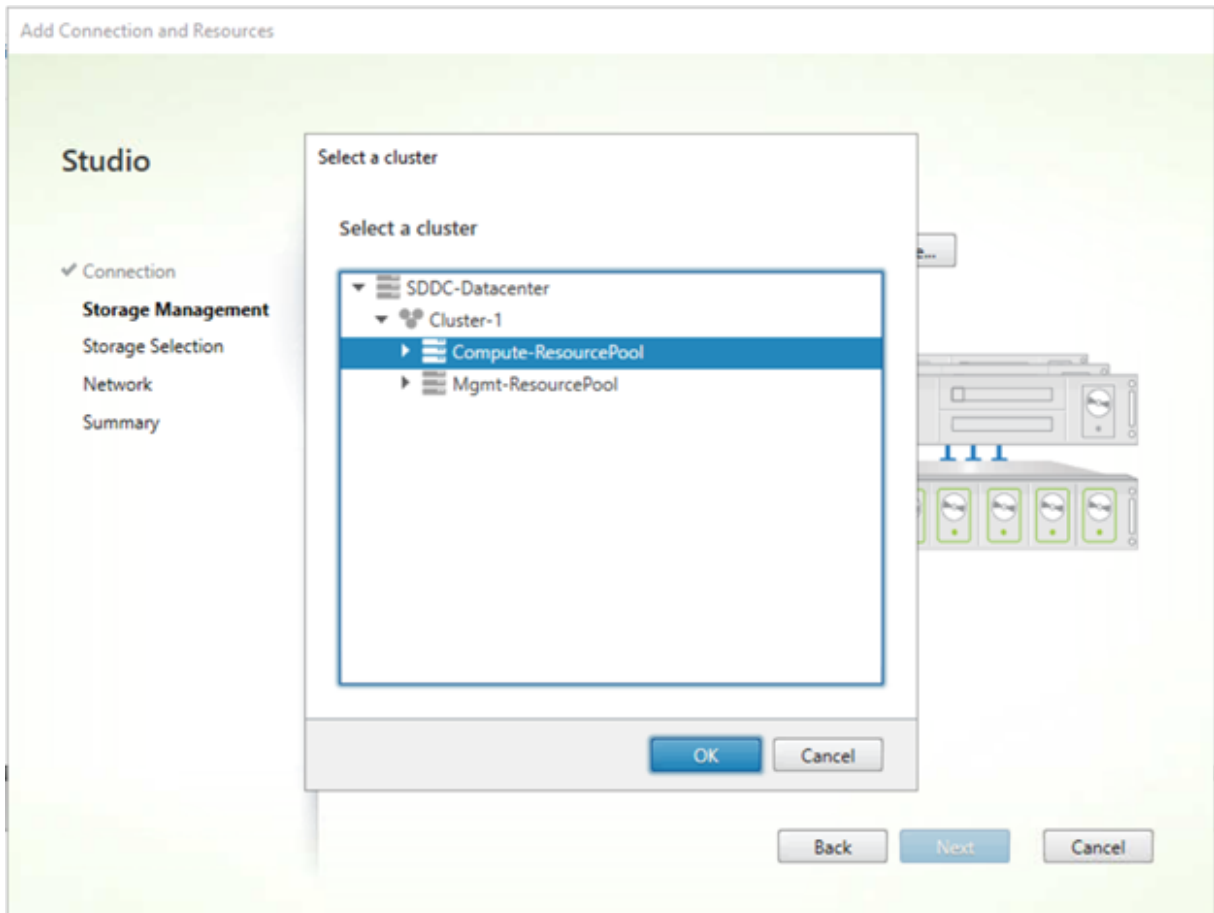 Add Connection and Resources
Studio
✔ Connection
Storage Management
Storage Selection
Network
Summary
Select a cluster
Select a cluster
SDDC-Datacenter
Cluster-1
Compute-ResourcePool
Mgmt-ResourcePool
OK Cancel
Back Next Cancel